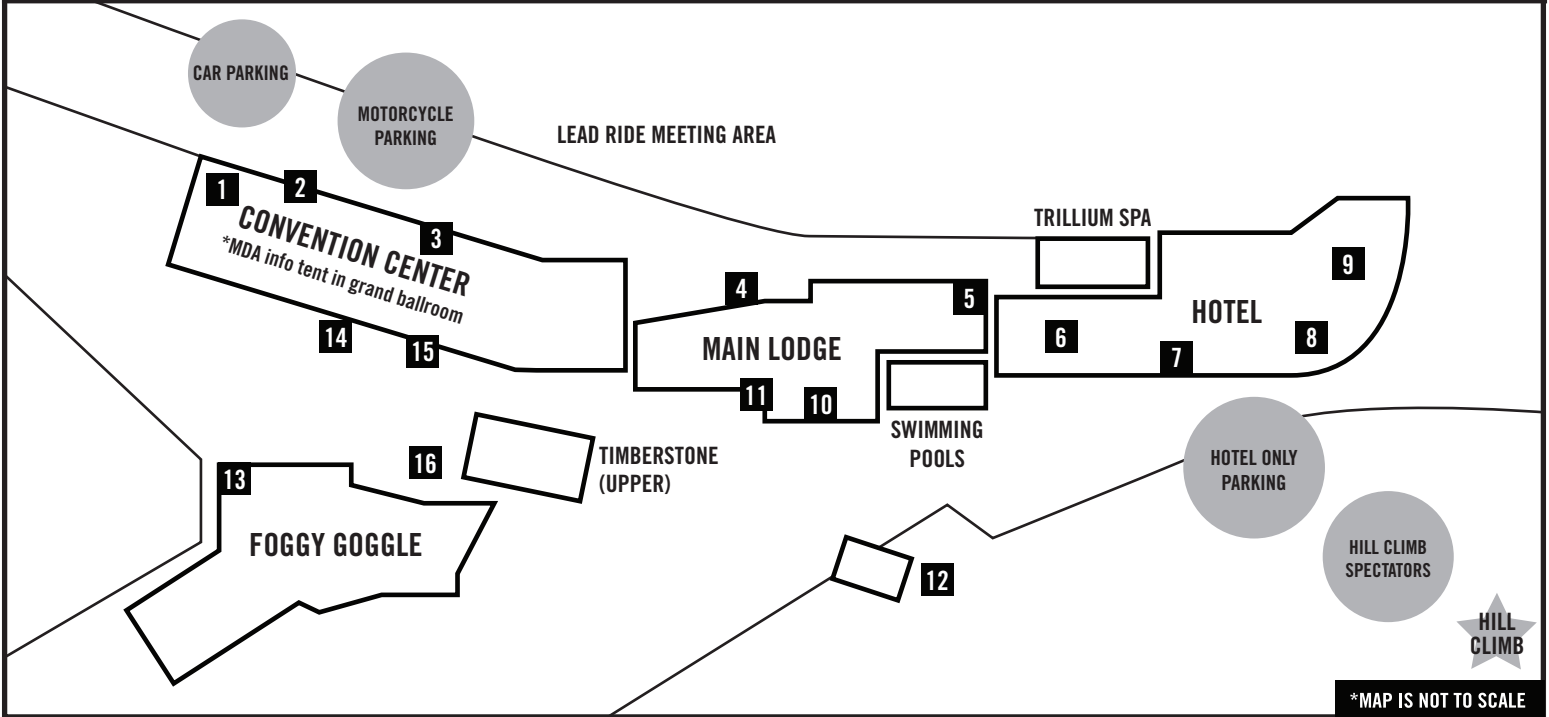 CAR PARKING
MOTORCYCLE
PARKING
LEAD RIDE MEETING AREA
1
2
3
CONVENTION CENTER
*MDA info tent in grand ballroom
14
15
TRILLIUM SPA
4
5
MAIN LODGE
11
10
9
HOTEL
6
7
8
SWIMMING
POOLS
16
TIMBERSTONE
(UPPER)
13
FOGGY GOGGLE
12
HOTEL ONLY
PARKING
HILL CLIMB
SPECTATORS
HILL
CLIMB
*MAP IS NOT TO SCALE